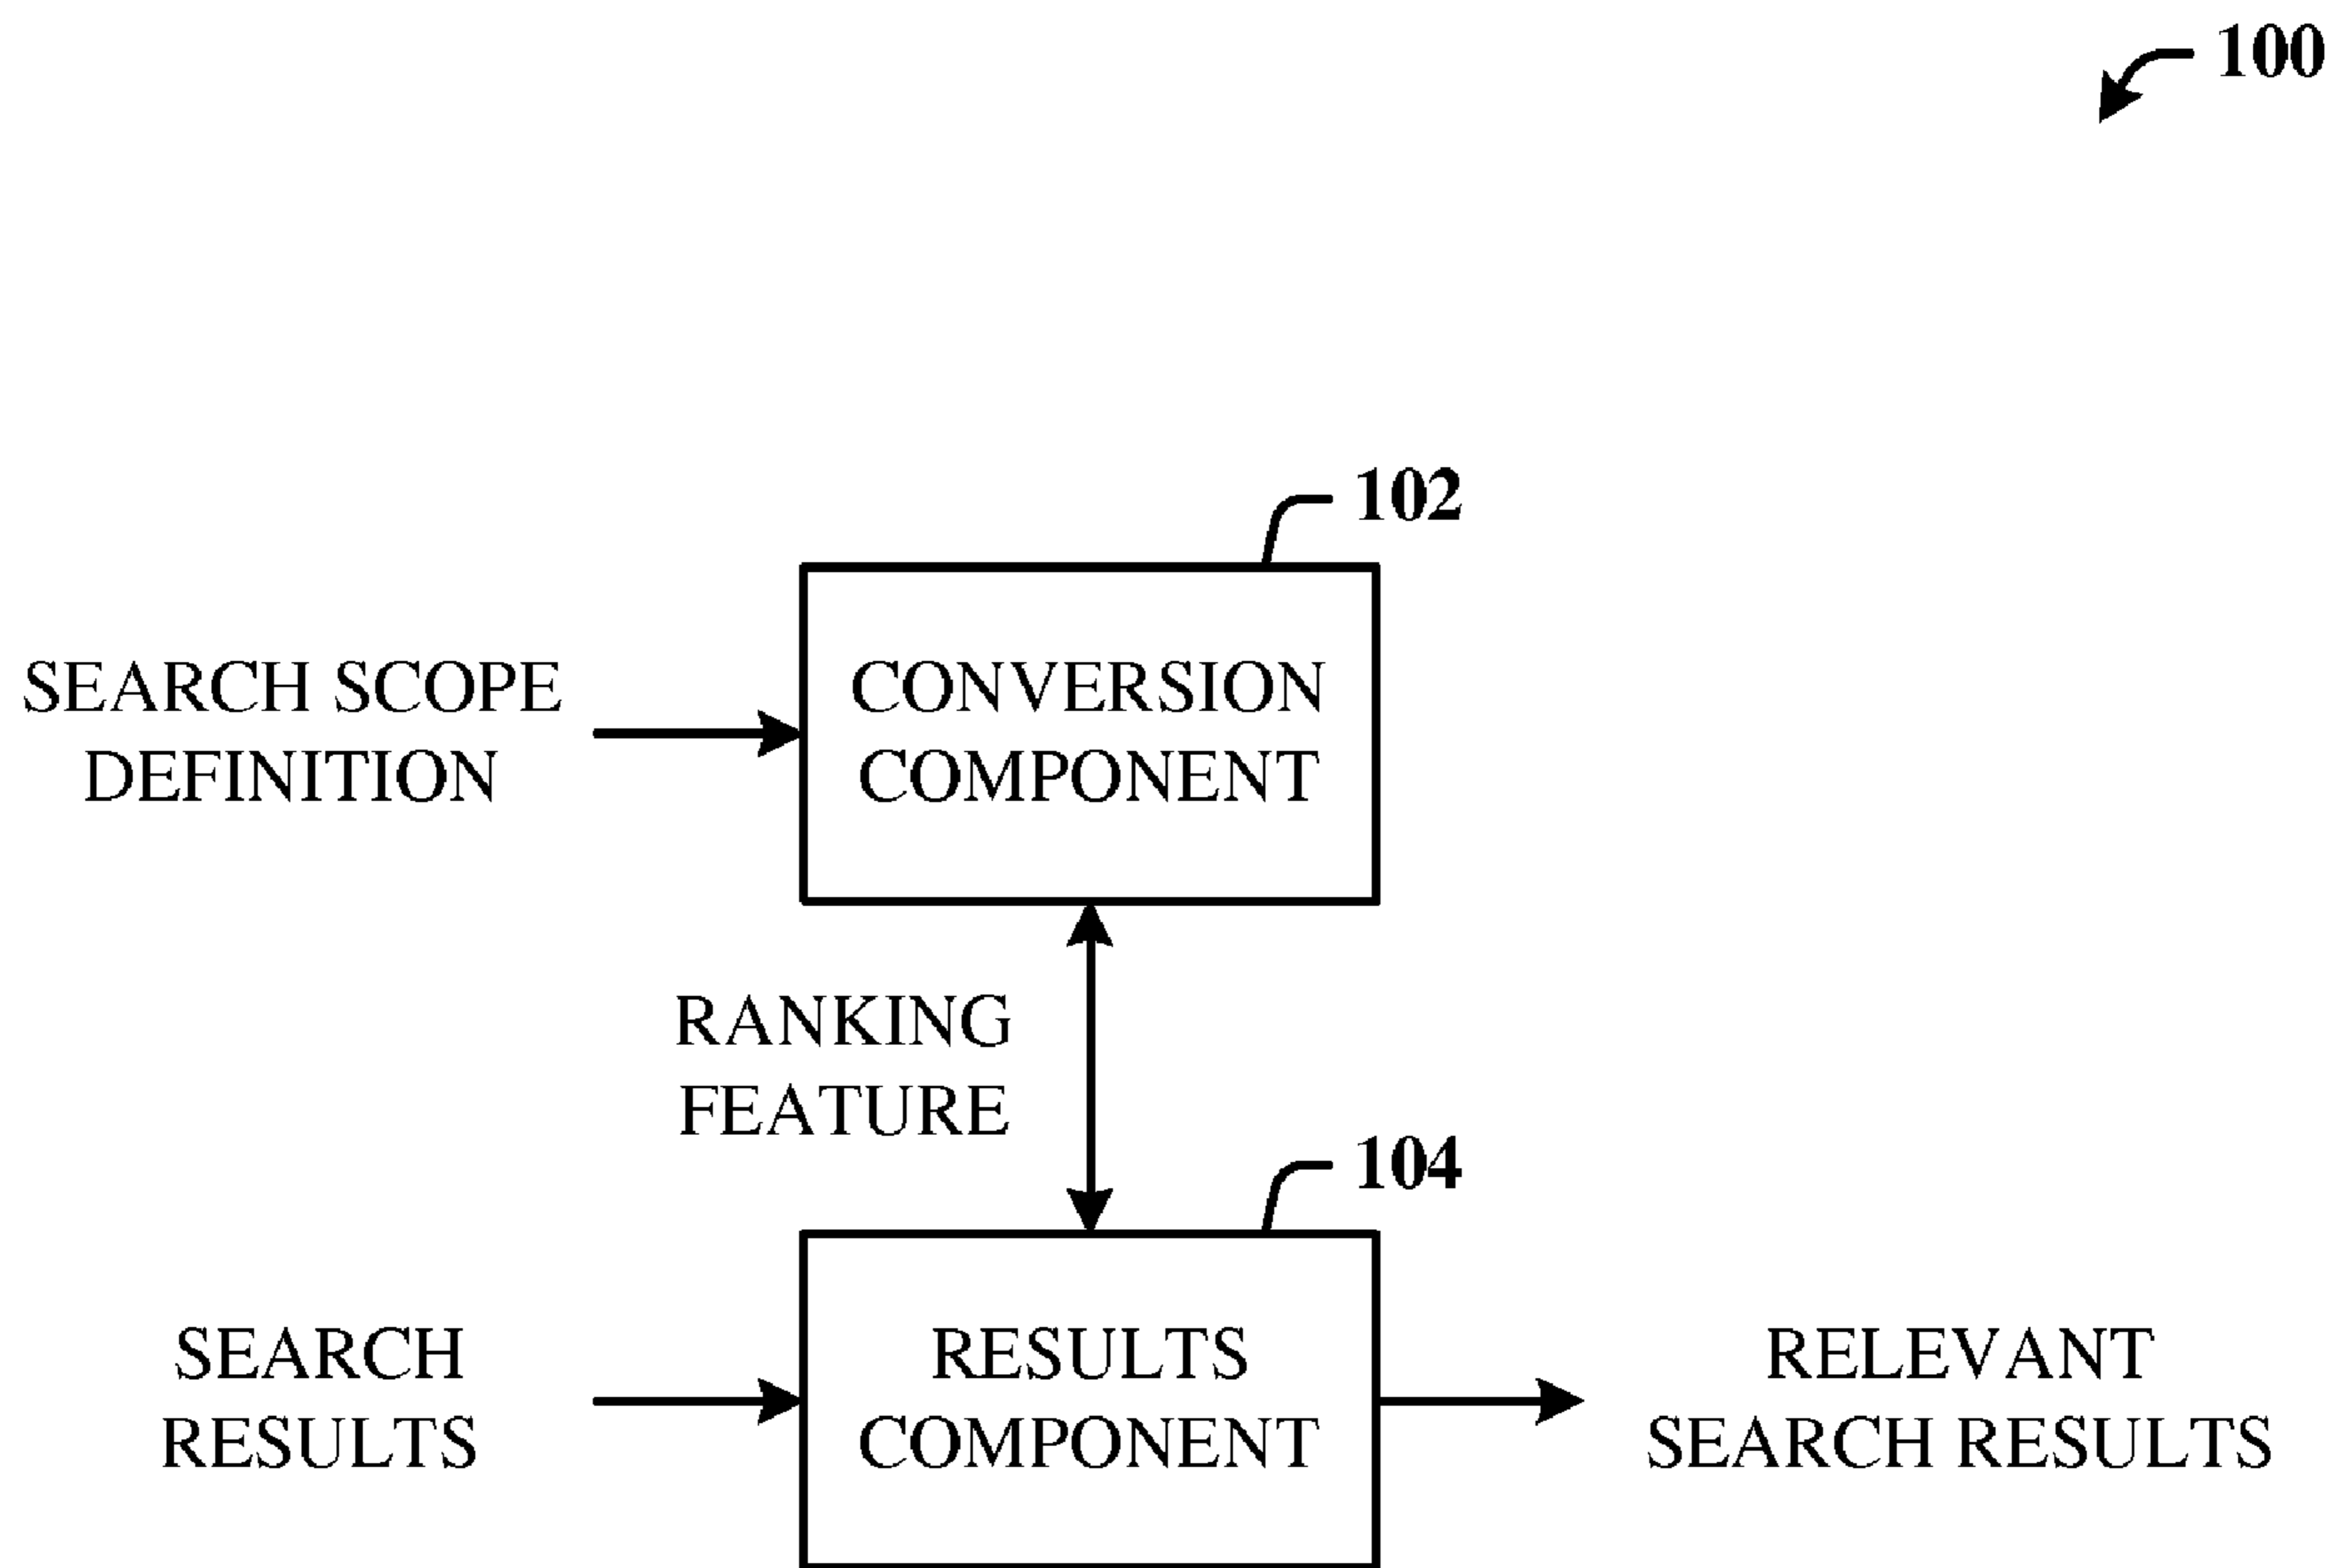 100
102
SEARCH SCOPE
DEFINITION
CONVERSION
COMPONENT
RANKING
FEATURE
104
SEARCH
RESULTS
RESULTS
COMPONENT
RELEVANT
SEARCH RESULTS